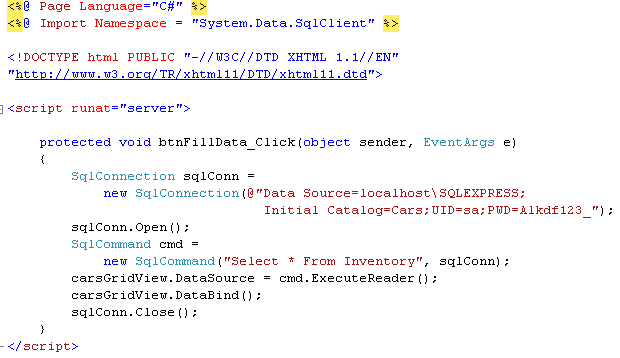 <%@ Page Language="C#" %>
<%@ Import Namespace = "System.Data.SqlClient" %>
<!DOCTYPE html PUBLIC "-//W3C//DTD XHTML 1.1//EN"
"http://www.w3.org/TR/xhtml11/DTD/xhtml11.dtd">
<script runat="server">
protected void btnFillData_Click(object sender, EventArgs e)
{
SqlConnection sqlConn =
new SqlConnection(@"Data Source=localhost\SQLEXPRESS;
Initial Catalog=Cars;UID=sa;PWD=Alkdf123_");
sqlConn.Open();
SqlCommand cmd =
new SqlCommand("Select * From Inventory", sqlConn);
carsGridView.DataSource = cmd.ExecuteReader();
carsGridView.DataBind();
sqlConn.Close();
}
</script>